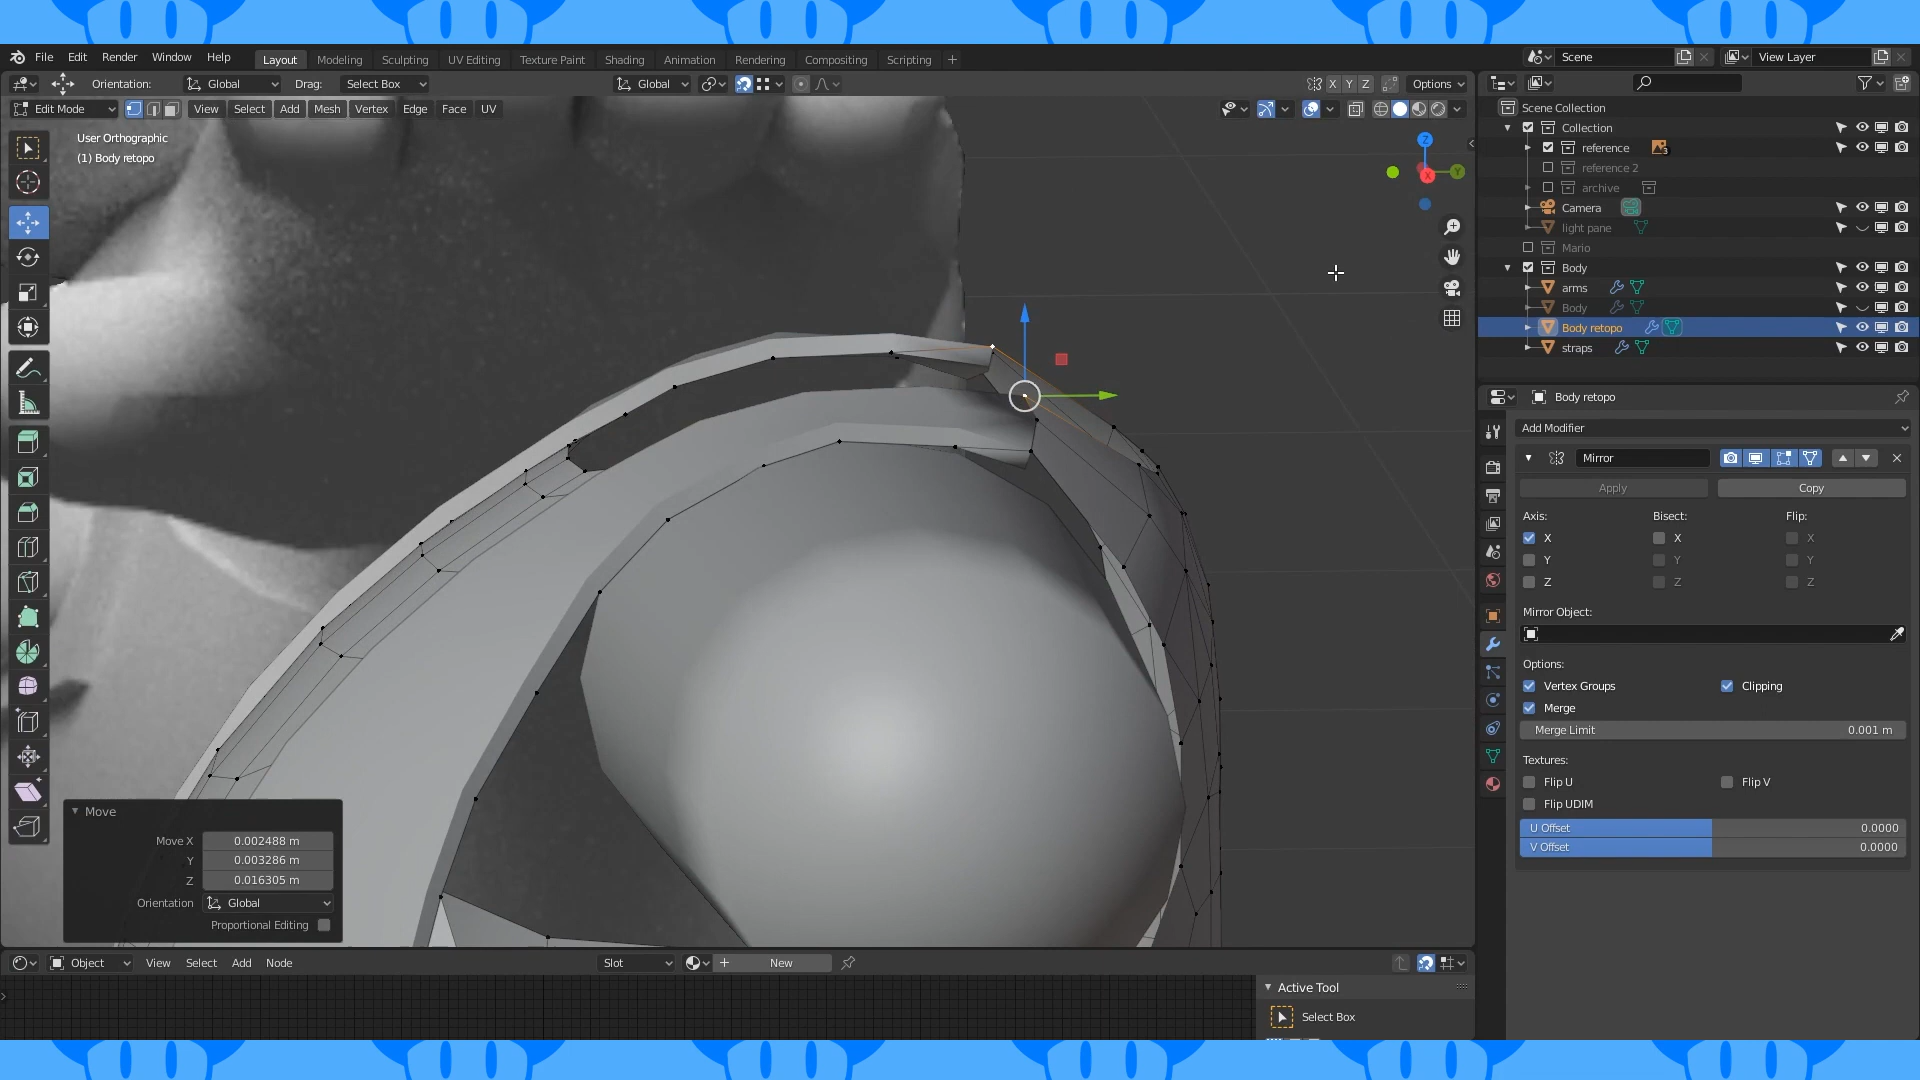 File Edit Render Window Help Layout Modeling Sculpting UV Editing Texture Paint Shading Animation Rendering Compositing Scripting Scene View Layer
Orientation: Global Drag: Select Box Global X Y Z Options
Edit Mode View Select Add Mesh Vertex Edge Face UV
User Orthographic
(1) Body retopo
Z
Y
X
Scene Collection
Collection
reference 3
reference 2
archive
Camera
light pane
Mario
Body
arms
Body
Body retopo
straps
Body retopo
Add Modifier
Mirror
Apply Copy
Axis: Bisect: Flip:
X X X
Y Y Y
Z Z Z
Mirror Object:
Options:
Vertex Groups Clipping
Merge
Merge Limit 0.001 m
Textures:
Flip U Flip V
Flip UDIM
U Offset 0.0000
V Offset 0.0000
Move
Move X 0.002488 m
Y 0.003286 m
Z 0.016305 m
Orientation Global
Proportional Editing
Object View Select Add Node Slot New
Active Tool
Select Box